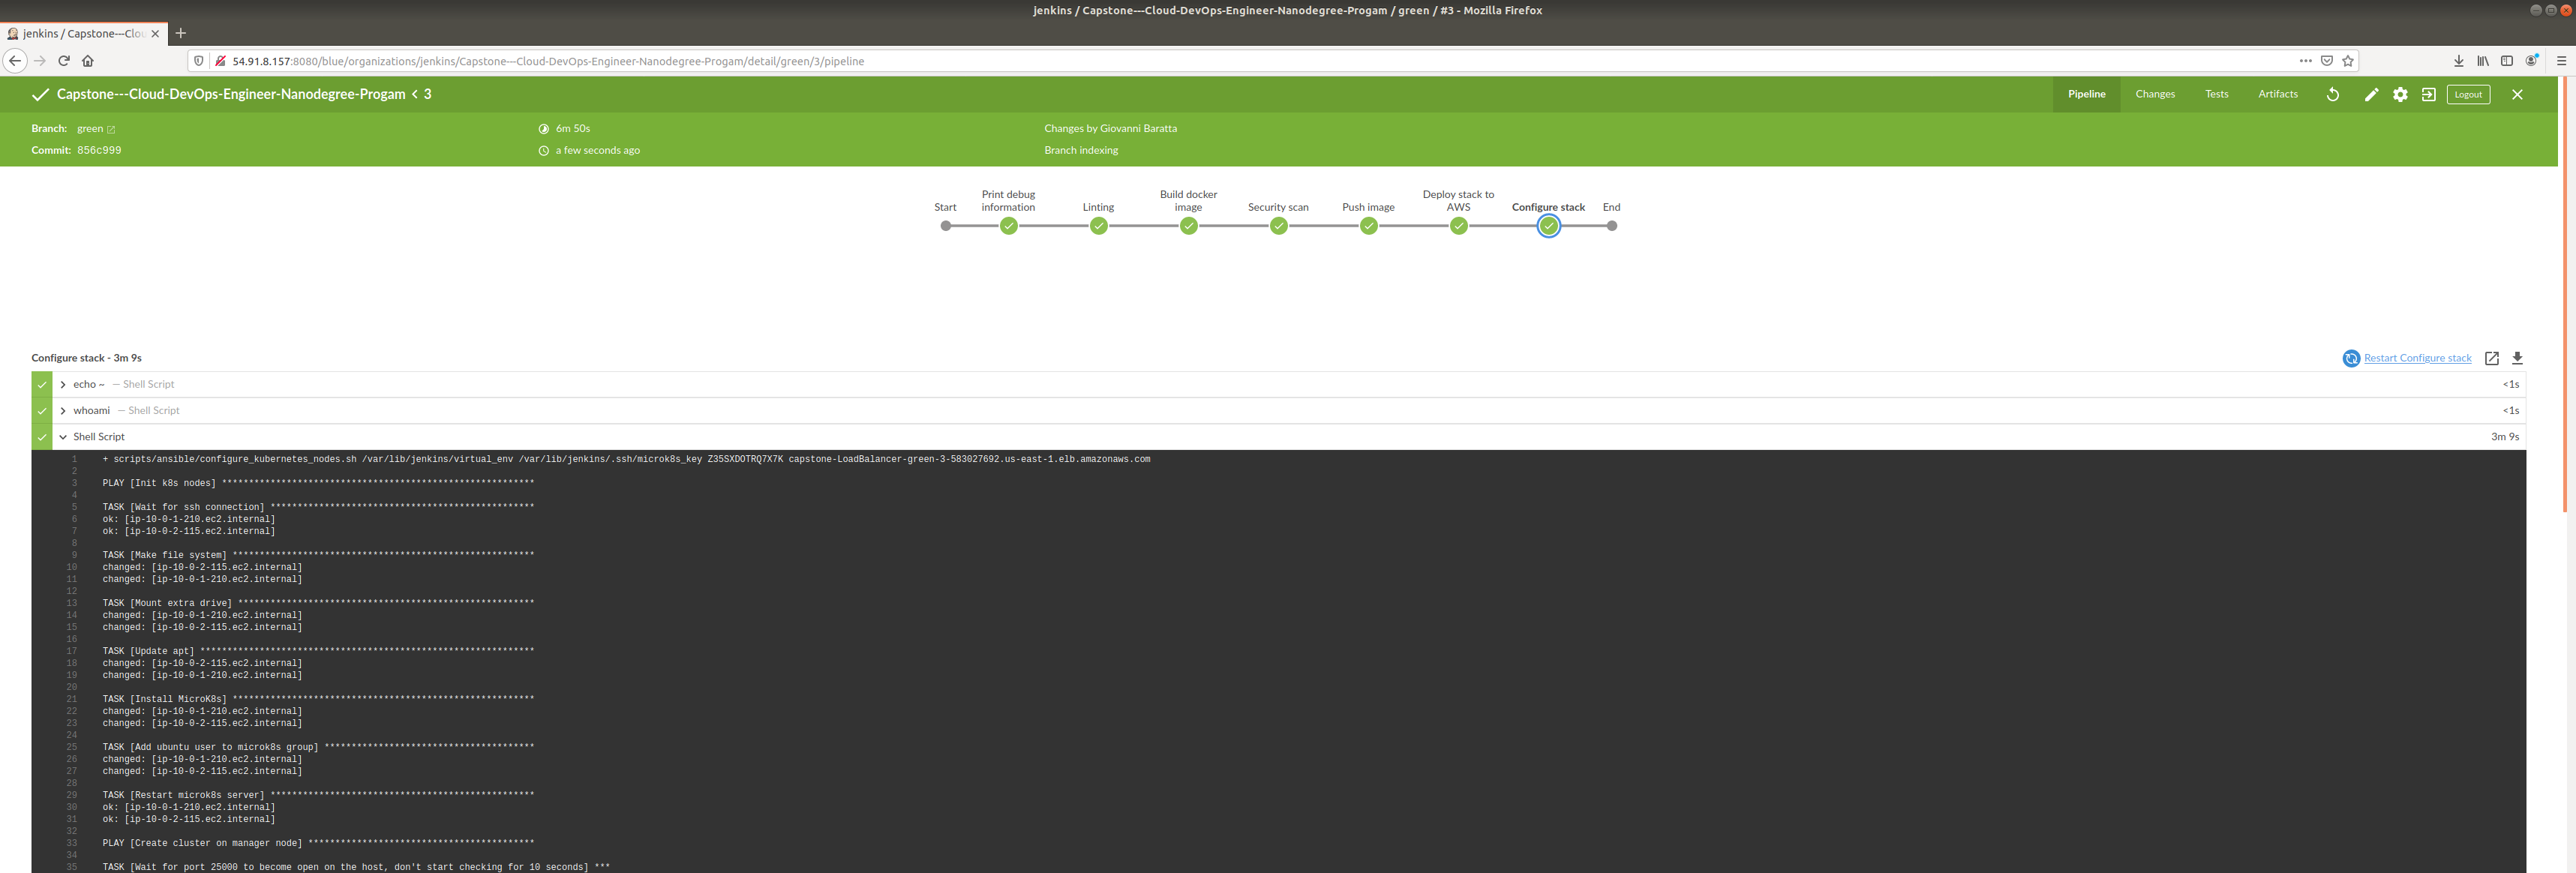 jenkins / Capstone---Cloud-DevOps-Engineer-Nanodegree-Progam / green / #3 - Mozilla Firefox
jenkins / Capstone---Clou
54.91.8.157:8080/blue/organizations/jenkins/Capstone---Cloud-DevOps-Engineer-Nanodegree-Progam/detail/green/3/pipeline
Capstone---Cloud-DevOps-Engineer-Nanodegree-Progam < 3
Pipeline Changes Tests Artifacts Logout
Branch: green 6m 50s Changes by Giovanni Baratta
Commit: 856c999 a few seconds ago Branch indexing
Start Print debug information Linting Build docker image Security scan Push image Deploy stack to AWS Configure stack End
Configure stack - 3m 9s Restart Configure stack
echo ~ — Shell Script <1s
whoami — Shell Script <1s
Shell Script 3m 9s
1 + scripts/ansible/configure_kubernetes_nodes.sh /var/lib/jenkins/virtual_env /var/lib/jenkins/.ssh/microk8s_key Z35SXDOTRQ7X7K capstone-LoadBalancer-green-3-583027692.us-east-1.elb.amazonaws.com
2
3 PLAY [Init k8s nodes] **********************************************************
4
5 TASK [Wait for ssh connection] *************************************************
6 ok: [ip-10-0-1-210.ec2.internal]
7 ok: [ip-10-0-2-115.ec2.internal]
8
9 TASK [Make file system] ********************************************************
10 changed: [ip-10-0-2-115.ec2.internal]
11 changed: [ip-10-0-1-210.ec2.internal]
12
13 TASK [Mount extra drive] *******************************************************
14 changed: [ip-10-0-1-210.ec2.internal]
15 changed: [ip-10-0-2-115.ec2.internal]
16
17 TASK [Update apt] **************************************************************
18 changed: [ip-10-0-2-115.ec2.internal]
19 changed: [ip-10-0-1-210.ec2.internal]
20
21 TASK [Install MicroK8s] ********************************************************
22 changed: [ip-10-0-1-210.ec2.internal]
23 changed: [ip-10-0-2-115.ec2.internal]
24
25 TASK [Add ubuntu user to microk8s group] ***************************************
26 changed: [ip-10-0-1-210.ec2.internal]
27 changed: [ip-10-0-2-115.ec2.internal]
28
29 TASK [Restart microk8s server] *************************************************
30 ok: [ip-10-0-1-210.ec2.internal]
31 ok: [ip-10-0-2-115.ec2.internal]
32
33 PLAY [Create cluster on manager node] ******************************************
34
35 TASK [Wait for port 25000 to become open on the host, don't start checking for 10 seconds] ***